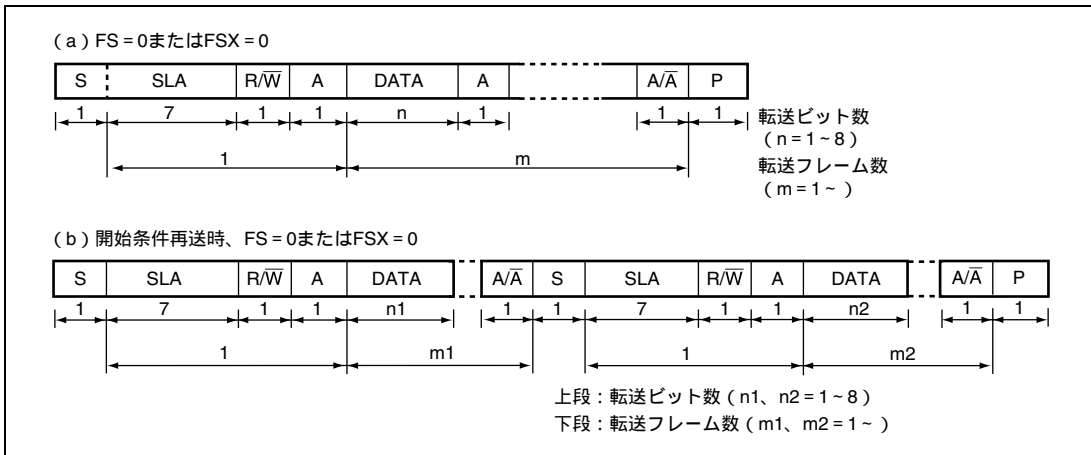 (a) FS=0またはFSX=0
S SLA R/W̅ A DATA A A/A̅ P
1 7 1 1 n 1 1 1 転送ビット数
(n=1~8)
1 m 転送フレーム数
(m=1~ )
(b) 開始条件再送時、FS=0またはFSX=0
S SLA R/W̅ A DATA A/A̅ S SLA R/W̅ A DATA A/A̅ P
1 7 1 1 n1 1 1 7 1 1 n2 1 1
1 m1 1 m2
上段:転送ビット数(n1、n2=1~8)
下段:転送フレーム数(m1、m2=1~ )